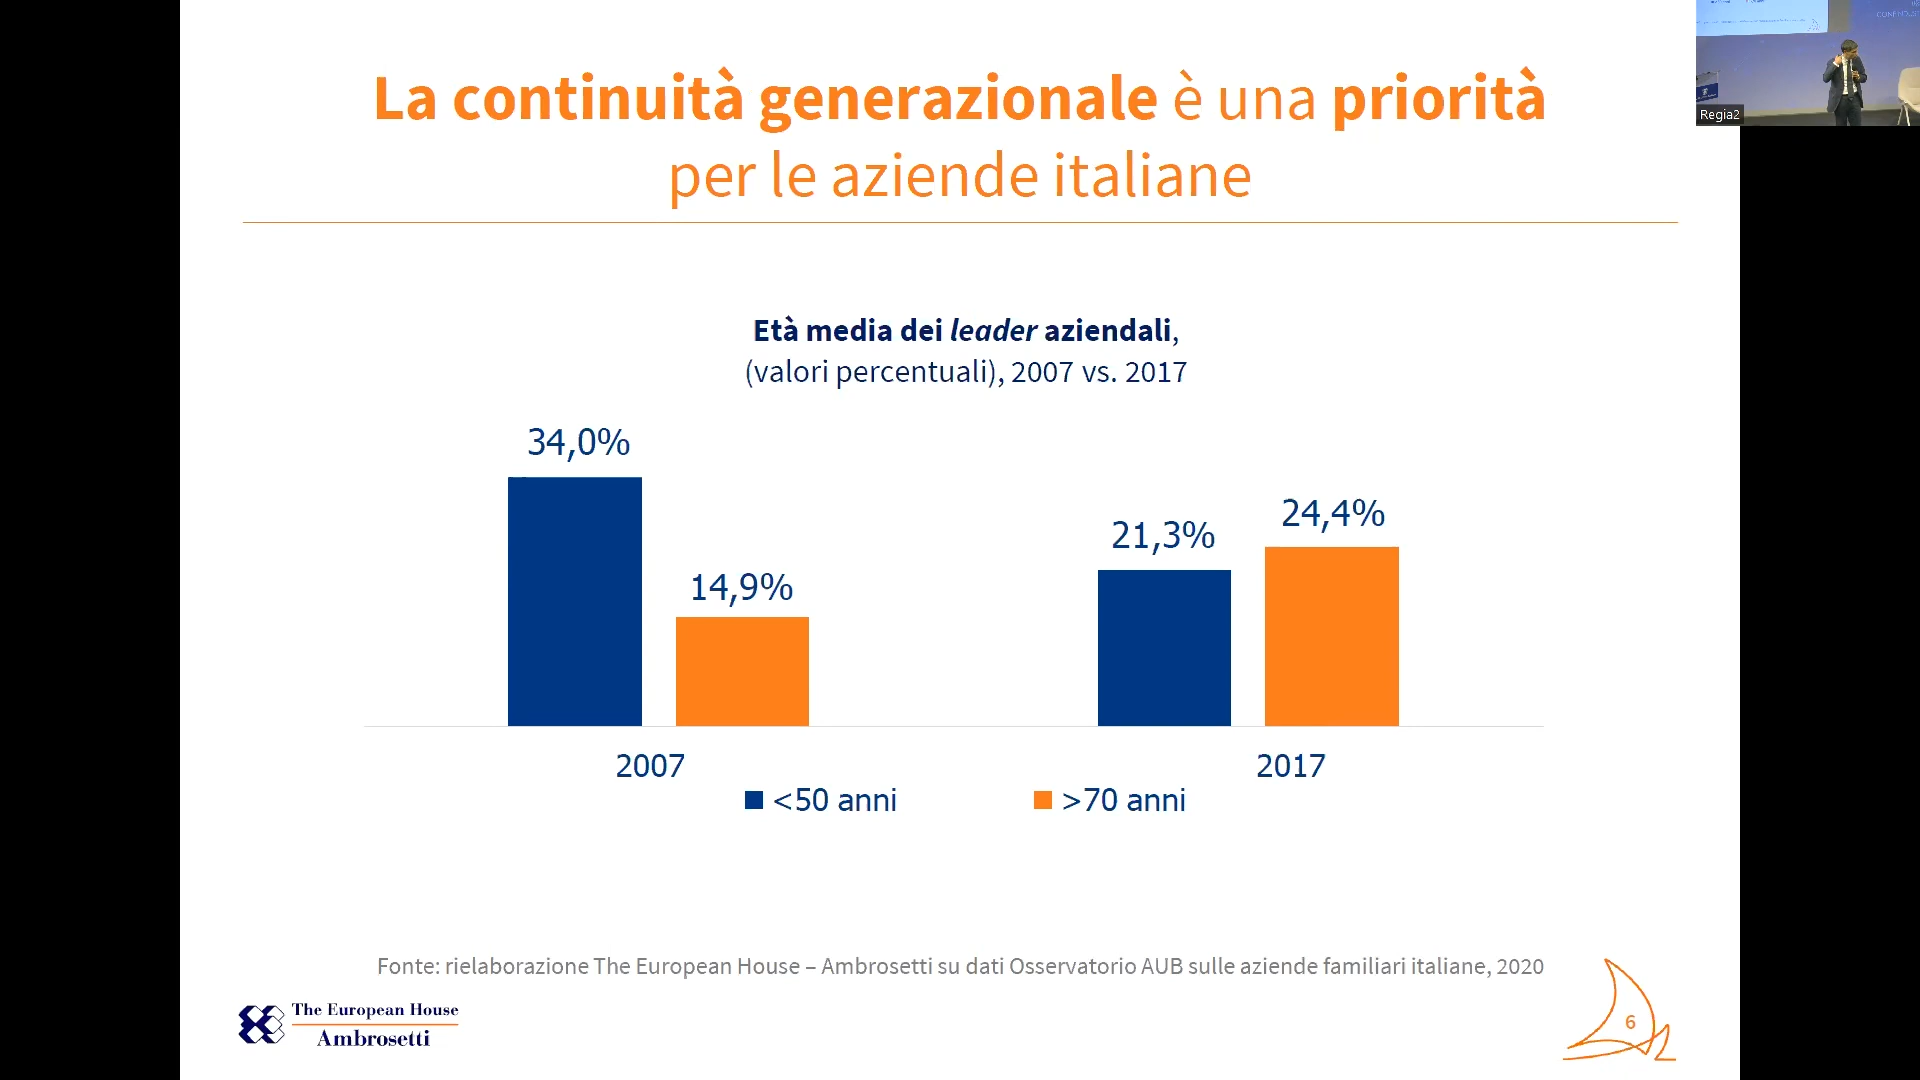 La continuità generazionale è una priorità
per le aziende italiane
Età media dei leader aziendali,
(valori percentuali), 2007 vs. 2017
34,0%
14,9%
21,3%
24,4%
2007
2017
<50 anni
>70 anni
Fonte: rielaborazione The European House – Ambrosetti su dati Osservatorio AUB sulle aziende familiari italiane, 2020
The European House
Ambrosetti
6
Regia2